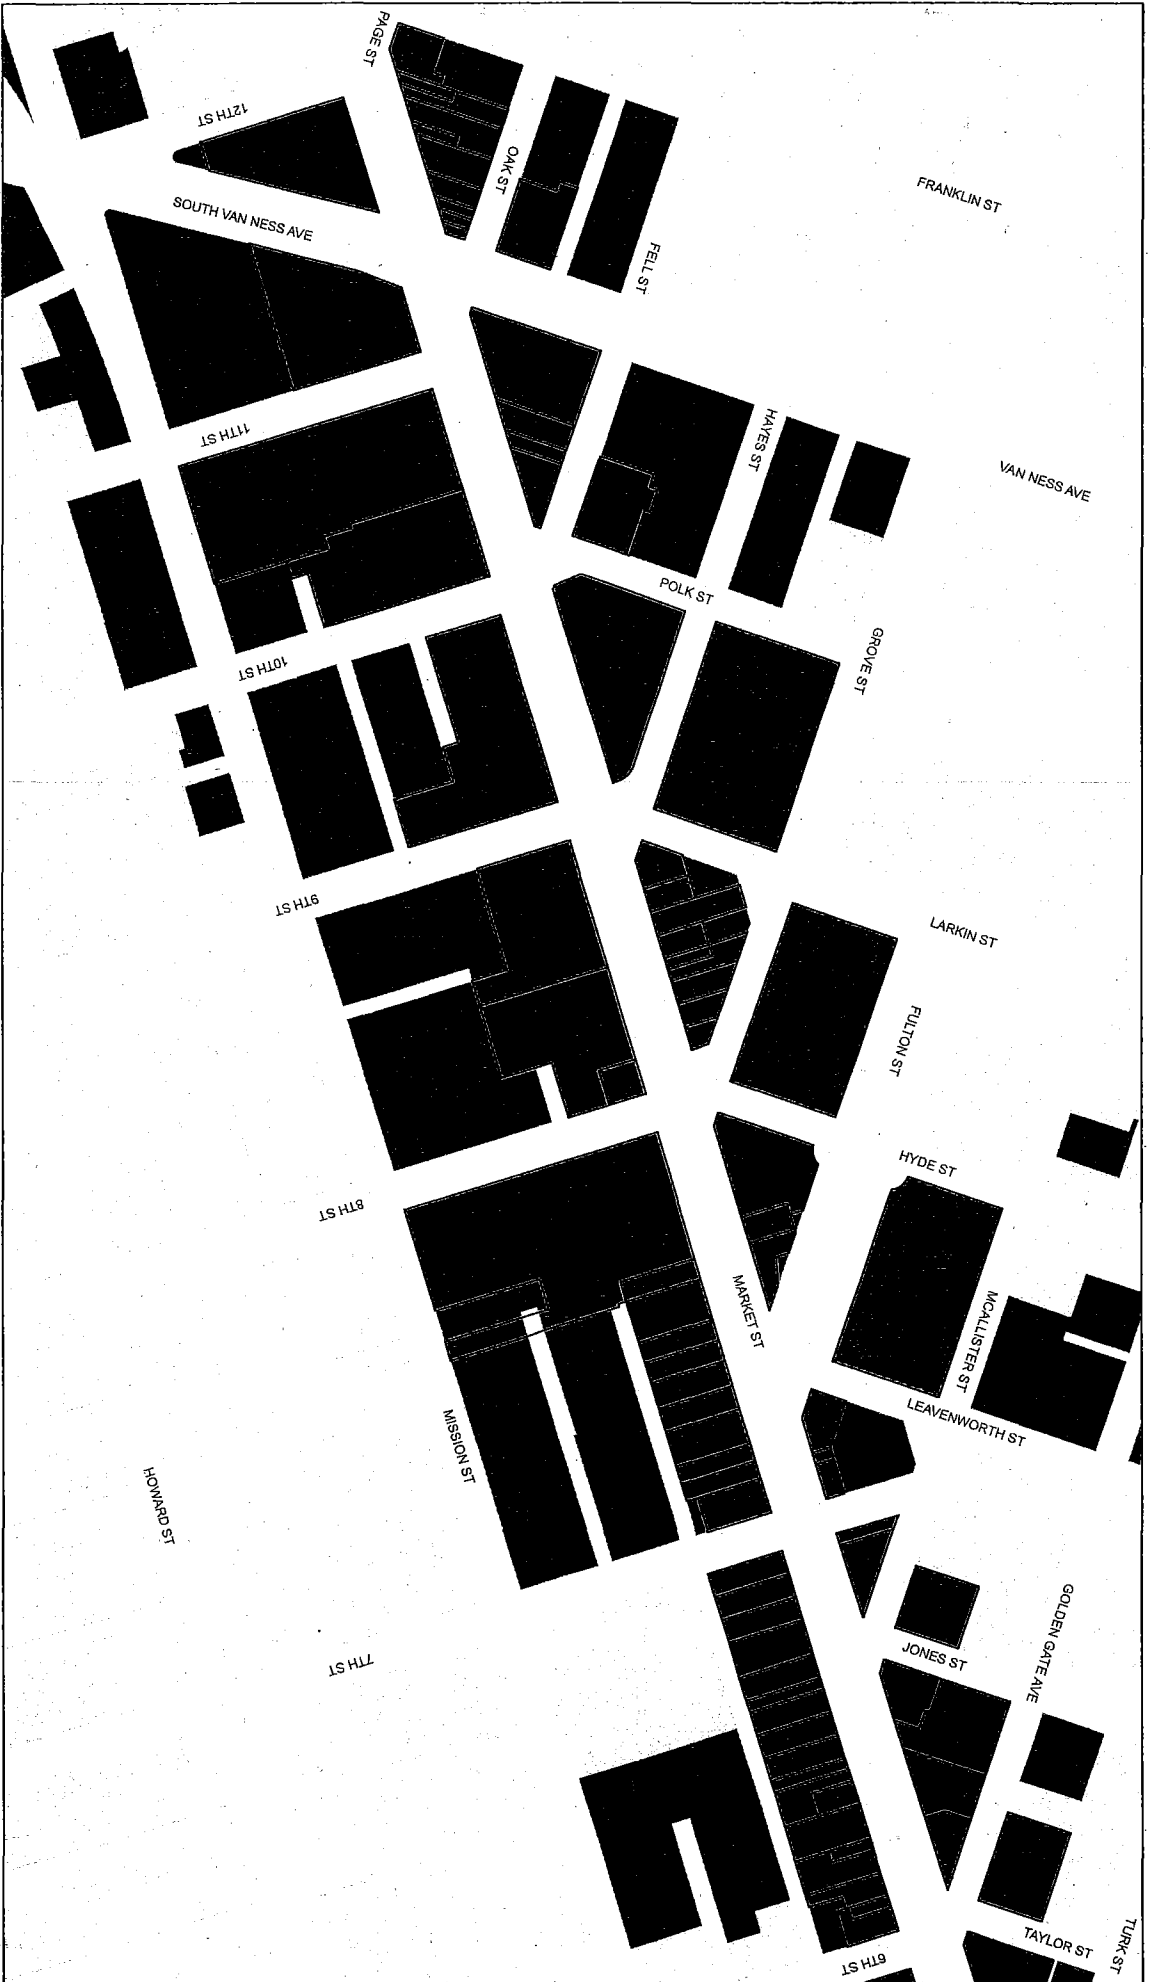 PAGE ST
12TH ST
OAK ST
FRANKLIN ST
SOUTH VAN NESS AVE
FELL ST
11TH ST
HAYES ST
VAN NESS AVE
POLK ST
10TH ST
GROVE ST
9TH ST
LARKIN ST
FULTON ST
HYDE ST
8TH ST
MARKET ST
MCALLISTER ST
LEAVENWORTH ST
MISSION ST
HOWARD ST
GOLDEN GATE AVE
JONES ST
7TH ST
TAYLOR ST
TURK ST
6TH ST